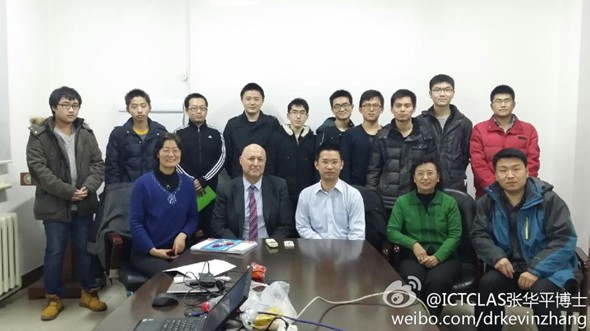 @ICTCLAS张华平博士
weibo.com/drkevinzhang